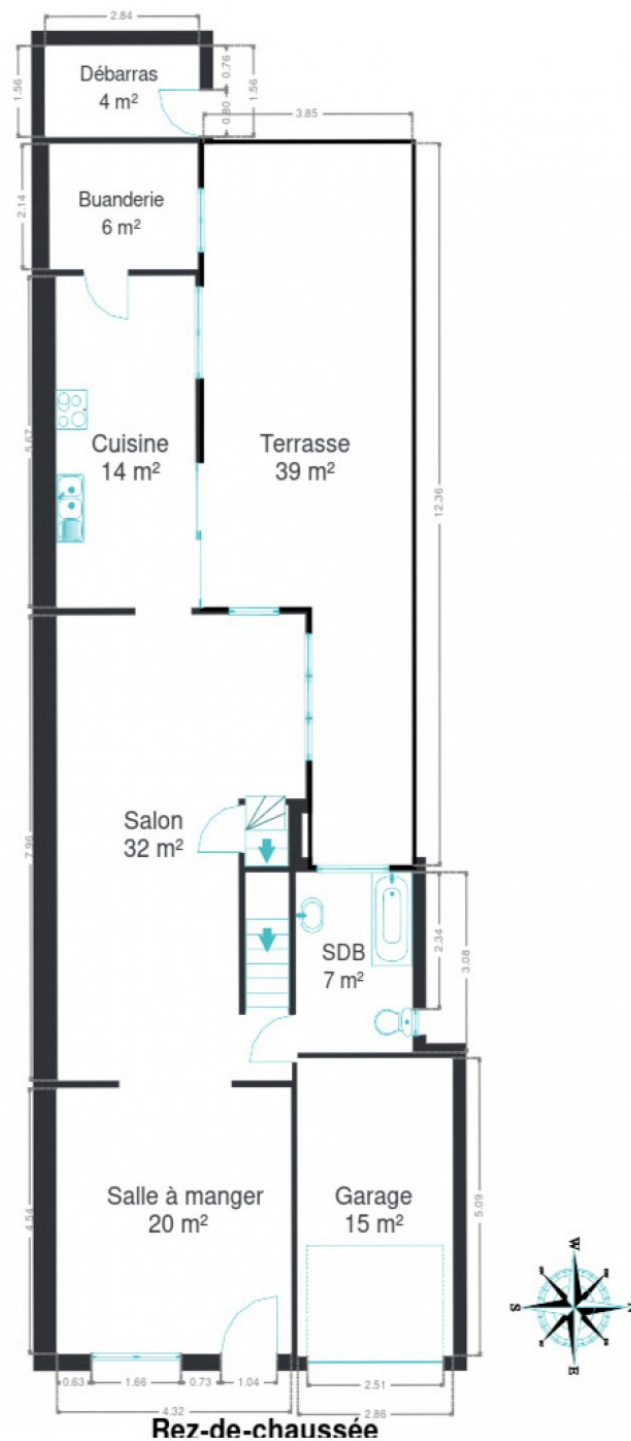 2.84
1.56
Débarras
4 m²
0.76
0.80
1.56
3.85
2.14
Buanderie
6 m²
5.67
Cuisine
14 m²
Terrasse
39 m²
12.36
7.96
Salon
32 m²
SDB
7 m²
2.34
3.08
4.54
Salle à manger
20 m²
Garage
15 m²
5.09
W
S
N
E
0.63
1.66
0.73
1.04
2.51
4.32
2.86
Rez-de-chaussée